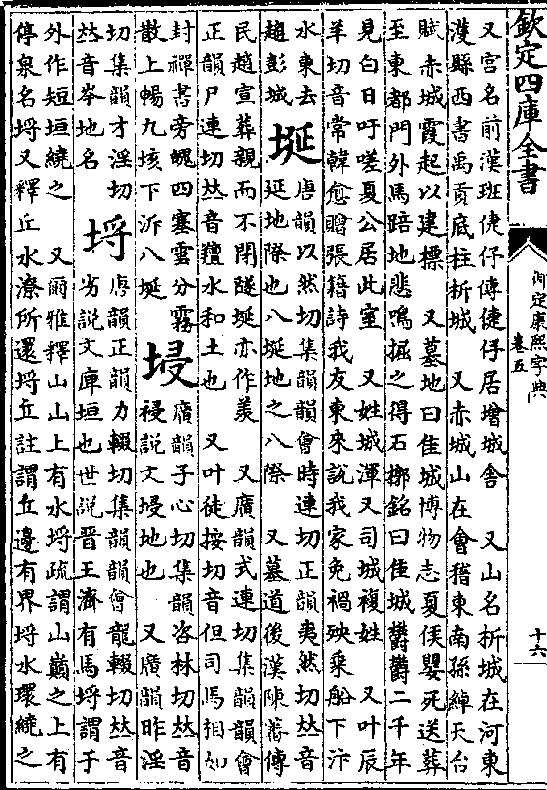 欽定四庫全書
御定康熙字典
卷五
十六
又宫名前漢班倢伃傳倢伃居增城舍　又山名析城在河東
濩縣西書禹貢底柱析城　又赤城山在會稽東南孫綽天台
賦赤城霞起以建標　又墓地曰佳城博物志夏侯嬰死送葬
至東都門外馬踣地悲鳴掘之得石槨銘曰佳城鬱鬱二千年
見白日吁嗟夏公居此室　又姓城渾又司城複姓　又叶辰
羊切音常韓愈贈張籍詩我友東來說我家免禍殃乗船下汴
水東去
趨彭城
埏
唐韻以然切集韻韻會時連切正韻夷然切𠀤音
延地際也八埏地之八際　又墓道後漢陳蕃傳
民趙宣葬親而不閉隧埏亦作羨　又廣韻式連切集韻韻會
正韻尸連切𠀤音羶水和土也　又叶徒按切音但司馬相如
封禪書旁魄四塞雲分霧
散上暢九垓下泝八埏
埐
廣韻子心切集韻咨林切𠀤音
祲說文埐地也　又廣韻昨淫
切集韻才淫切
𠀤音岑地名
埒
唐韻正韻力輟切集韻韻會龍輟切𠀤音
劣說文庫垣也世說晉王濟有馬埒謂于
外作短垣繞之　又爾雅釋山山上有水埒疏謂山巔之上有
停泉名埒又釋丘水潦所還埒丘註謂丘邊有界埒水環繞之